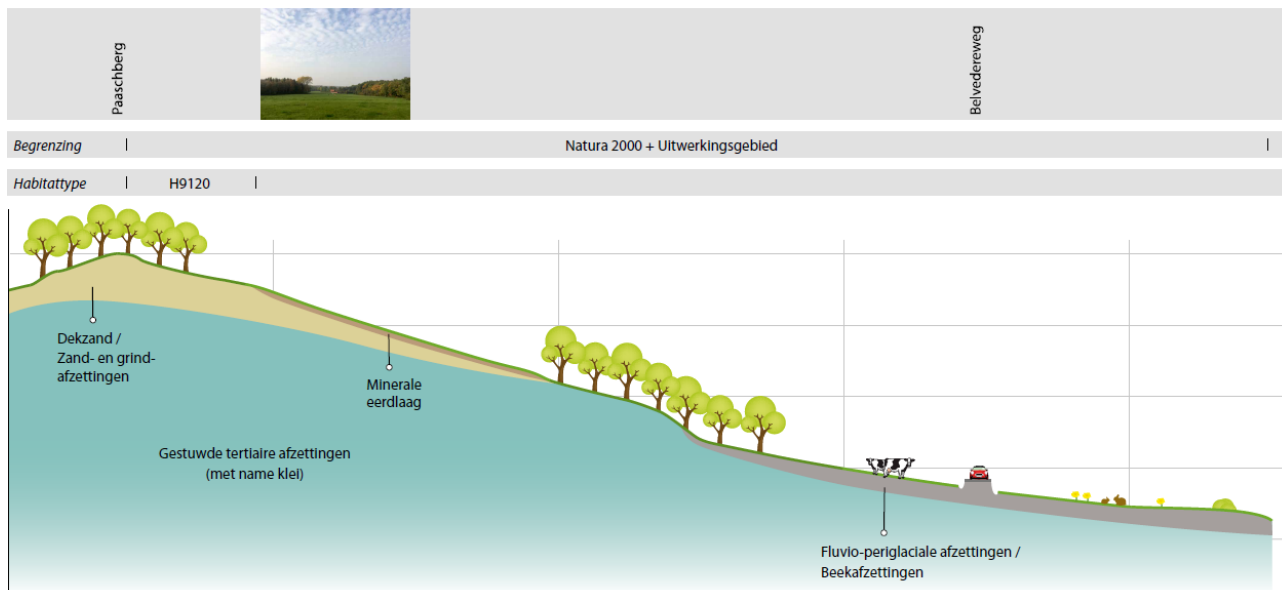 Paaschberg
Belvedereweg
Begrenzing
Natura 2000 + Uitwerkingsgebied
Habitattype
H9120
Dekzand /
Zand- en grind-
afzettingen
Minerale
eerdlaag
Gestuwde tertiaire afzettingen
(met name klei)
Fluvio-periglaciale afzettingen /
Beekafzettingen